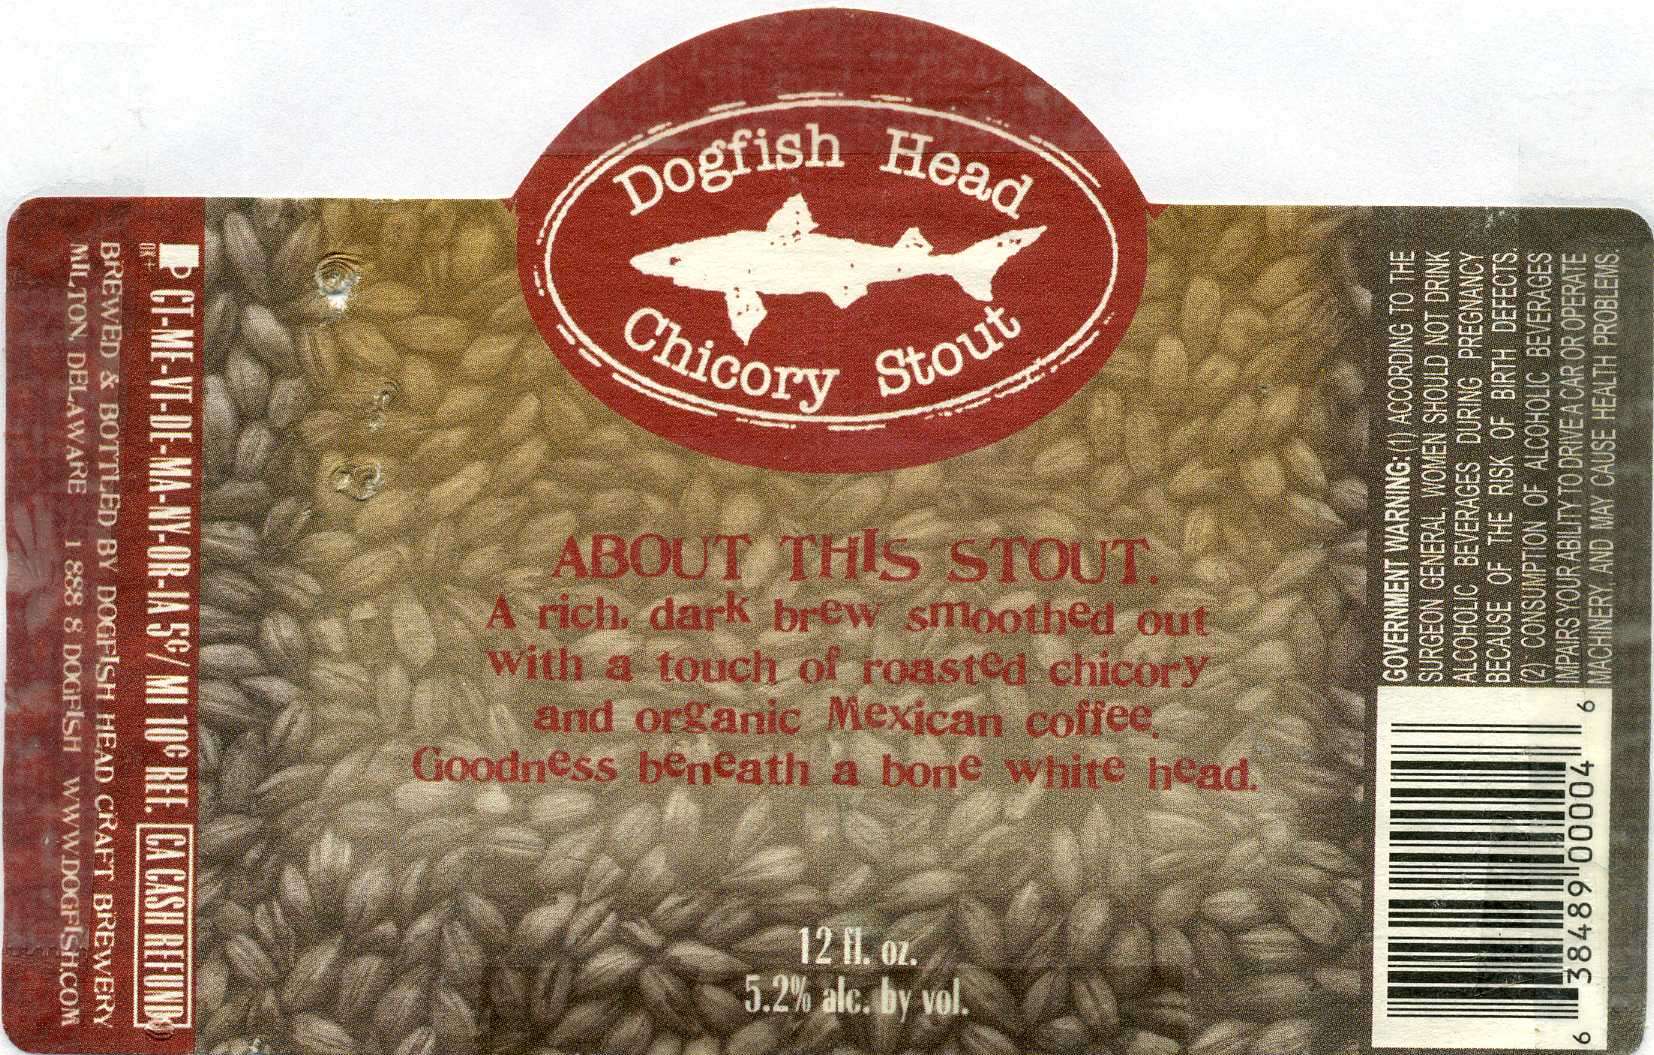 Dogfish Head
Chicory Stout
ABOUT THIS STOUT.
A rich, dark brew smoothed out
with a touch of roasted chicory
and organic Mexican coffee.
Goodness beneath a bone white head.
12 fl. oz.
5.2% alc. by vol.
CT-ME-VT-DE-MA-NY-OR-IA 5¢/ MI 10¢ REF. CA CASH REFUND
BREWED & BOTTLED BY DOGFISH HEAD CRAFT BREWERY
MILTON, DELAWARE 1 888 8 DOGFISH WWW.DOGFISH.COM
GOVERNMENT WARNING: (1) ACCORDING TO THE
SURGEON GENERAL, WOMEN SHOULD NOT DRINK
ALCOHOLIC BEVERAGES DURING PREGNANCY
BECAUSE OF THE RISK OF BIRTH DEFECTS.
(2) CONSUMPTION OF ALCOHOLIC BEVERAGES
IMPAIRS YOUR ABILITY TO DRIVE A CAR OR OPERATE
MACHINERY, AND MAY CAUSE HEALTH PROBLEMS.
6 38489 00004 6